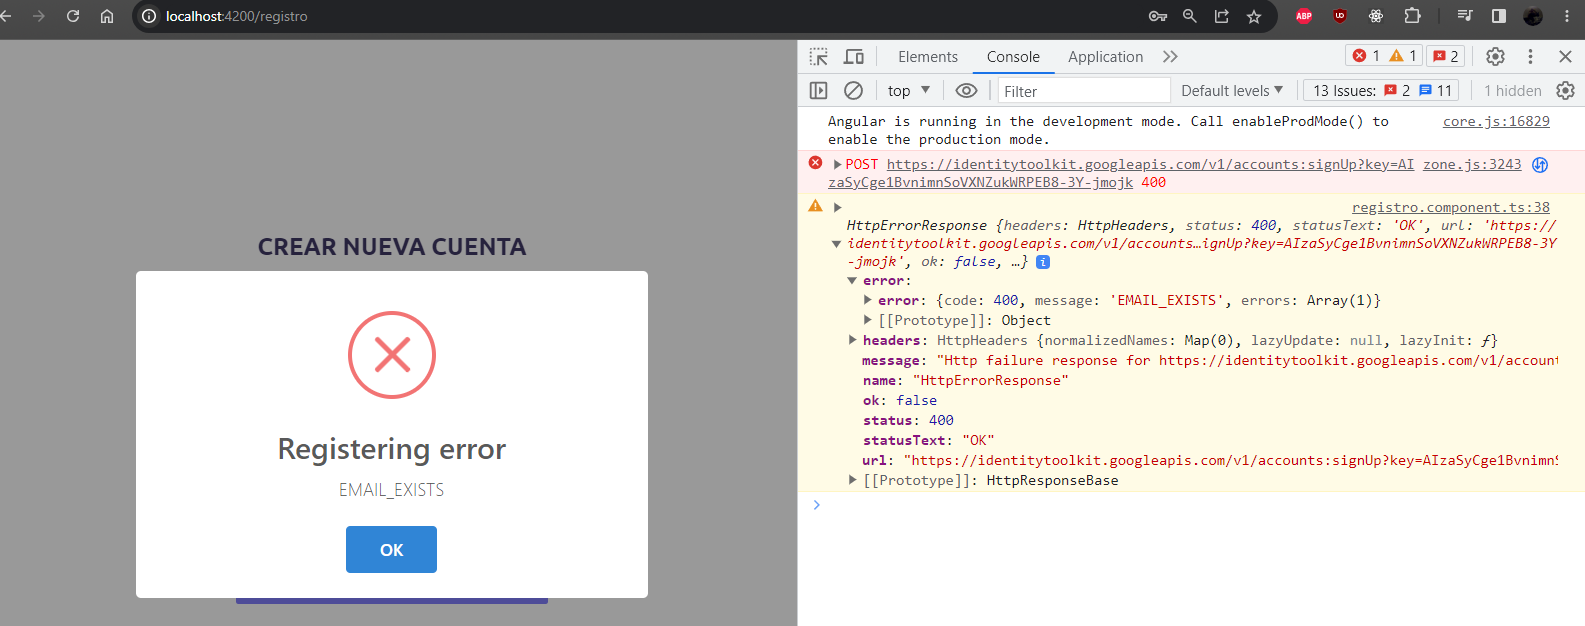 localhost:4200/registro
ABP
Elements Console Application 1 1 2
top Filter Default levels 13 Issues: 2 11 1 hidden
CREAR NUEVA CUENTA
Registering error
EMAIL_EXISTS
OK
Angular is running in the development mode. Call enableProdMode() to core.js:16829
enable the production mode.
POST https://identitytoolkit.googleapis.com/v1/accounts:signUp?key=AI zone.js:3243
zaSyCge1BvnimnSoVXNZukWRPEB8-3Y-jmojk 400
registro.component.ts:38
HttpErrorResponse {headers: HttpHeaders, status: 400, statusText: 'OK', url: 'https://
identitytoolkit.googleapis.com/v1/accounts…ignUp?key=AIzaSyCge1BvnimnSoVXNZukWRPEB8-3Y
-jmojk', ok: false, …} i
error:
error: {code: 400, message: 'EMAIL_EXISTS', errors: Array(1)}
[[Prototype]]: Object
headers: HttpHeaders {normalizedNames: Map(0), lazyUpdate: null, lazyInit: ƒ}
message: "Http failure response for https://identitytoolkit.googleapis.com/v1/account
name: "HttpErrorResponse"
ok: false
status: 400
statusText: "OK"
url: "https://identitytoolkit.googleapis.com/v1/accounts:signUp?key=AIzaSyCge1BvnimnS
[[Prototype]]: HttpResponseBase